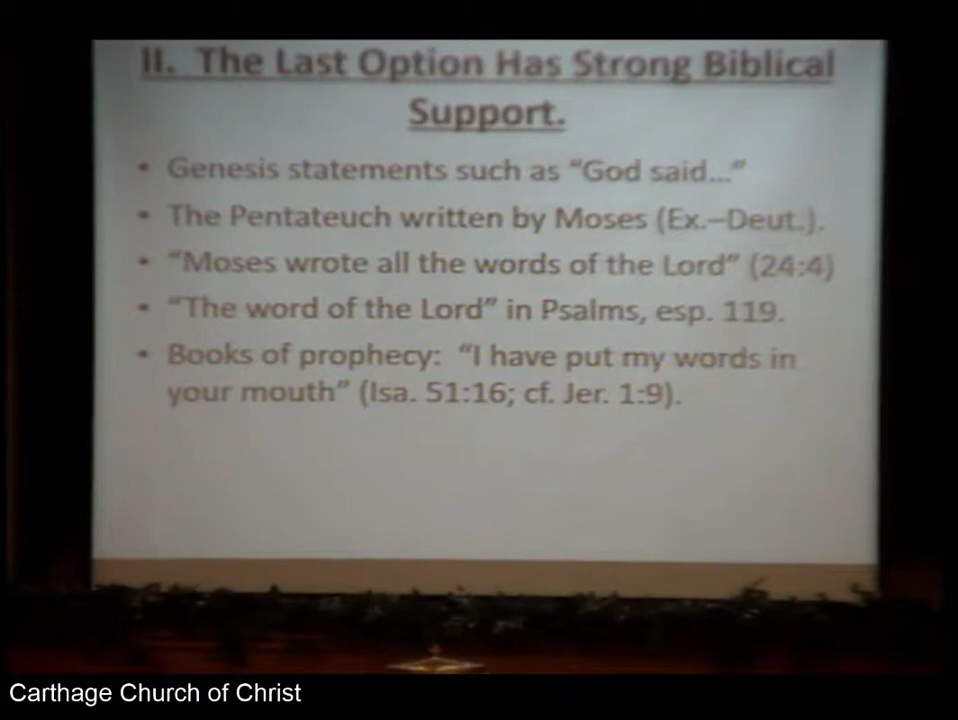 II. The Last Option Has Strong Biblical
Support.
• Genesis statements such as “God said…”
• The Pentateuch written by Moses (Ex.–Deut.).
• “Moses wrote all the words of the Lord” (24:4)
• “The word of the Lord” in Psalms, esp. 119.
• Books of prophecy: “I have put my words in
your mouth” (Isa. 51:16; cf. Jer. 1:9).
Carthage Church of Christ